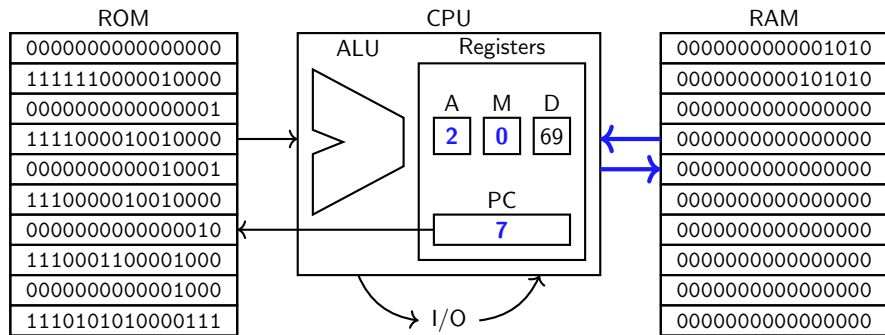 ROM
0000000000000000
1111110000010000
0000000000000001
1111000010010000
0000000000010001
1110000010010000
0000000000000010
1110001100001000
0000000000001000
1110101010000111
CPU
ALU
Registers
A M D
2 0 69
PC
7
I/O
RAM
0000000000001010
0000000000101010
0000000000000000
0000000000000000
0000000000000000
0000000000000000
0000000000000000
0000000000000000
0000000000000000
0000000000000000